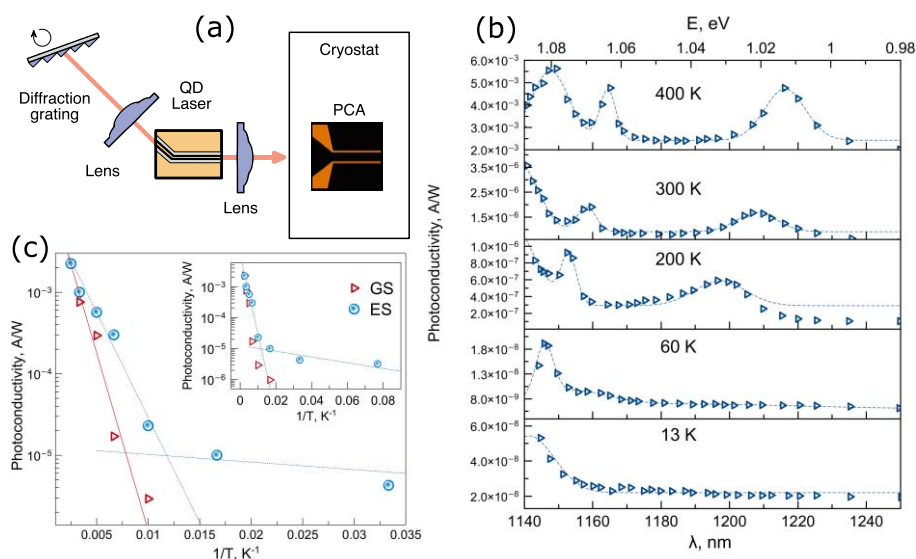 (a)
Diffraction
grating
Lens
QD
Laser
Lens
Cryostat
PCA
(b)
E, eV
1.08 1.06 1.04 1.02 1 0.98
Photoconductivity, A/W
6.0×10⁻³
5.0×10⁻³
4.0×10⁻³
3.0×10⁻³
2.0×10⁻³
400 K
3.5×10⁻⁶
2.5×10⁻⁶
1.5×10⁻⁶
300 K
1.0×10⁻⁶
8.0×10⁻⁷
6.0×10⁻⁷
4.0×10⁻⁷
2.0×10⁻⁷
200 K
1.8×10⁻⁸
1.3×10⁻⁸
8.0×10⁻⁹
60 K
6.0×10⁻⁸
4.0×10⁻⁸
2.0×10⁻⁸
13 K
1140 1160 1180 1200 1220 1240
λ, nm
(c)
Photoconductivity, A/W
10⁻³
10⁻⁴
10⁻⁵
0.005 0.01 0.015 0.02 0.025 0.03 0.035
1/T, K⁻¹
Photoconductivity, A/W
10⁻³
10⁻⁴
10⁻⁵
10⁻⁶
0 0.02 0.04 0.06 0.08
1/T, K⁻¹
GS
ES